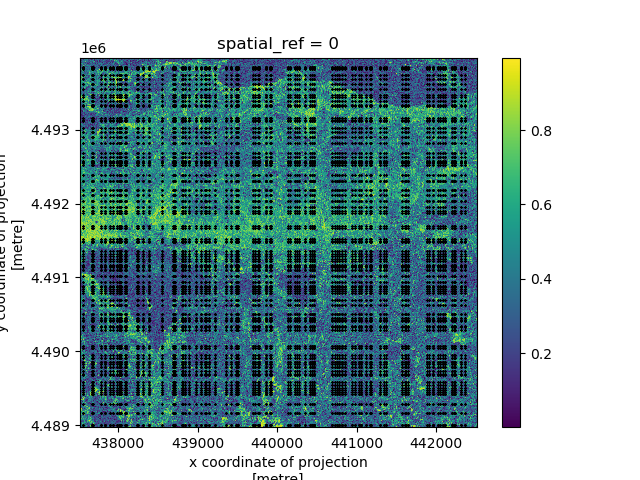 spatial_ref = 0
1e6
4.493
4.492
4.491
4.490
4.489
y coordinate of projection
[metre]
438000 439000 440000 441000 442000
x coordinate of projection
[metre]
0.8
0.6
0.4
0.2